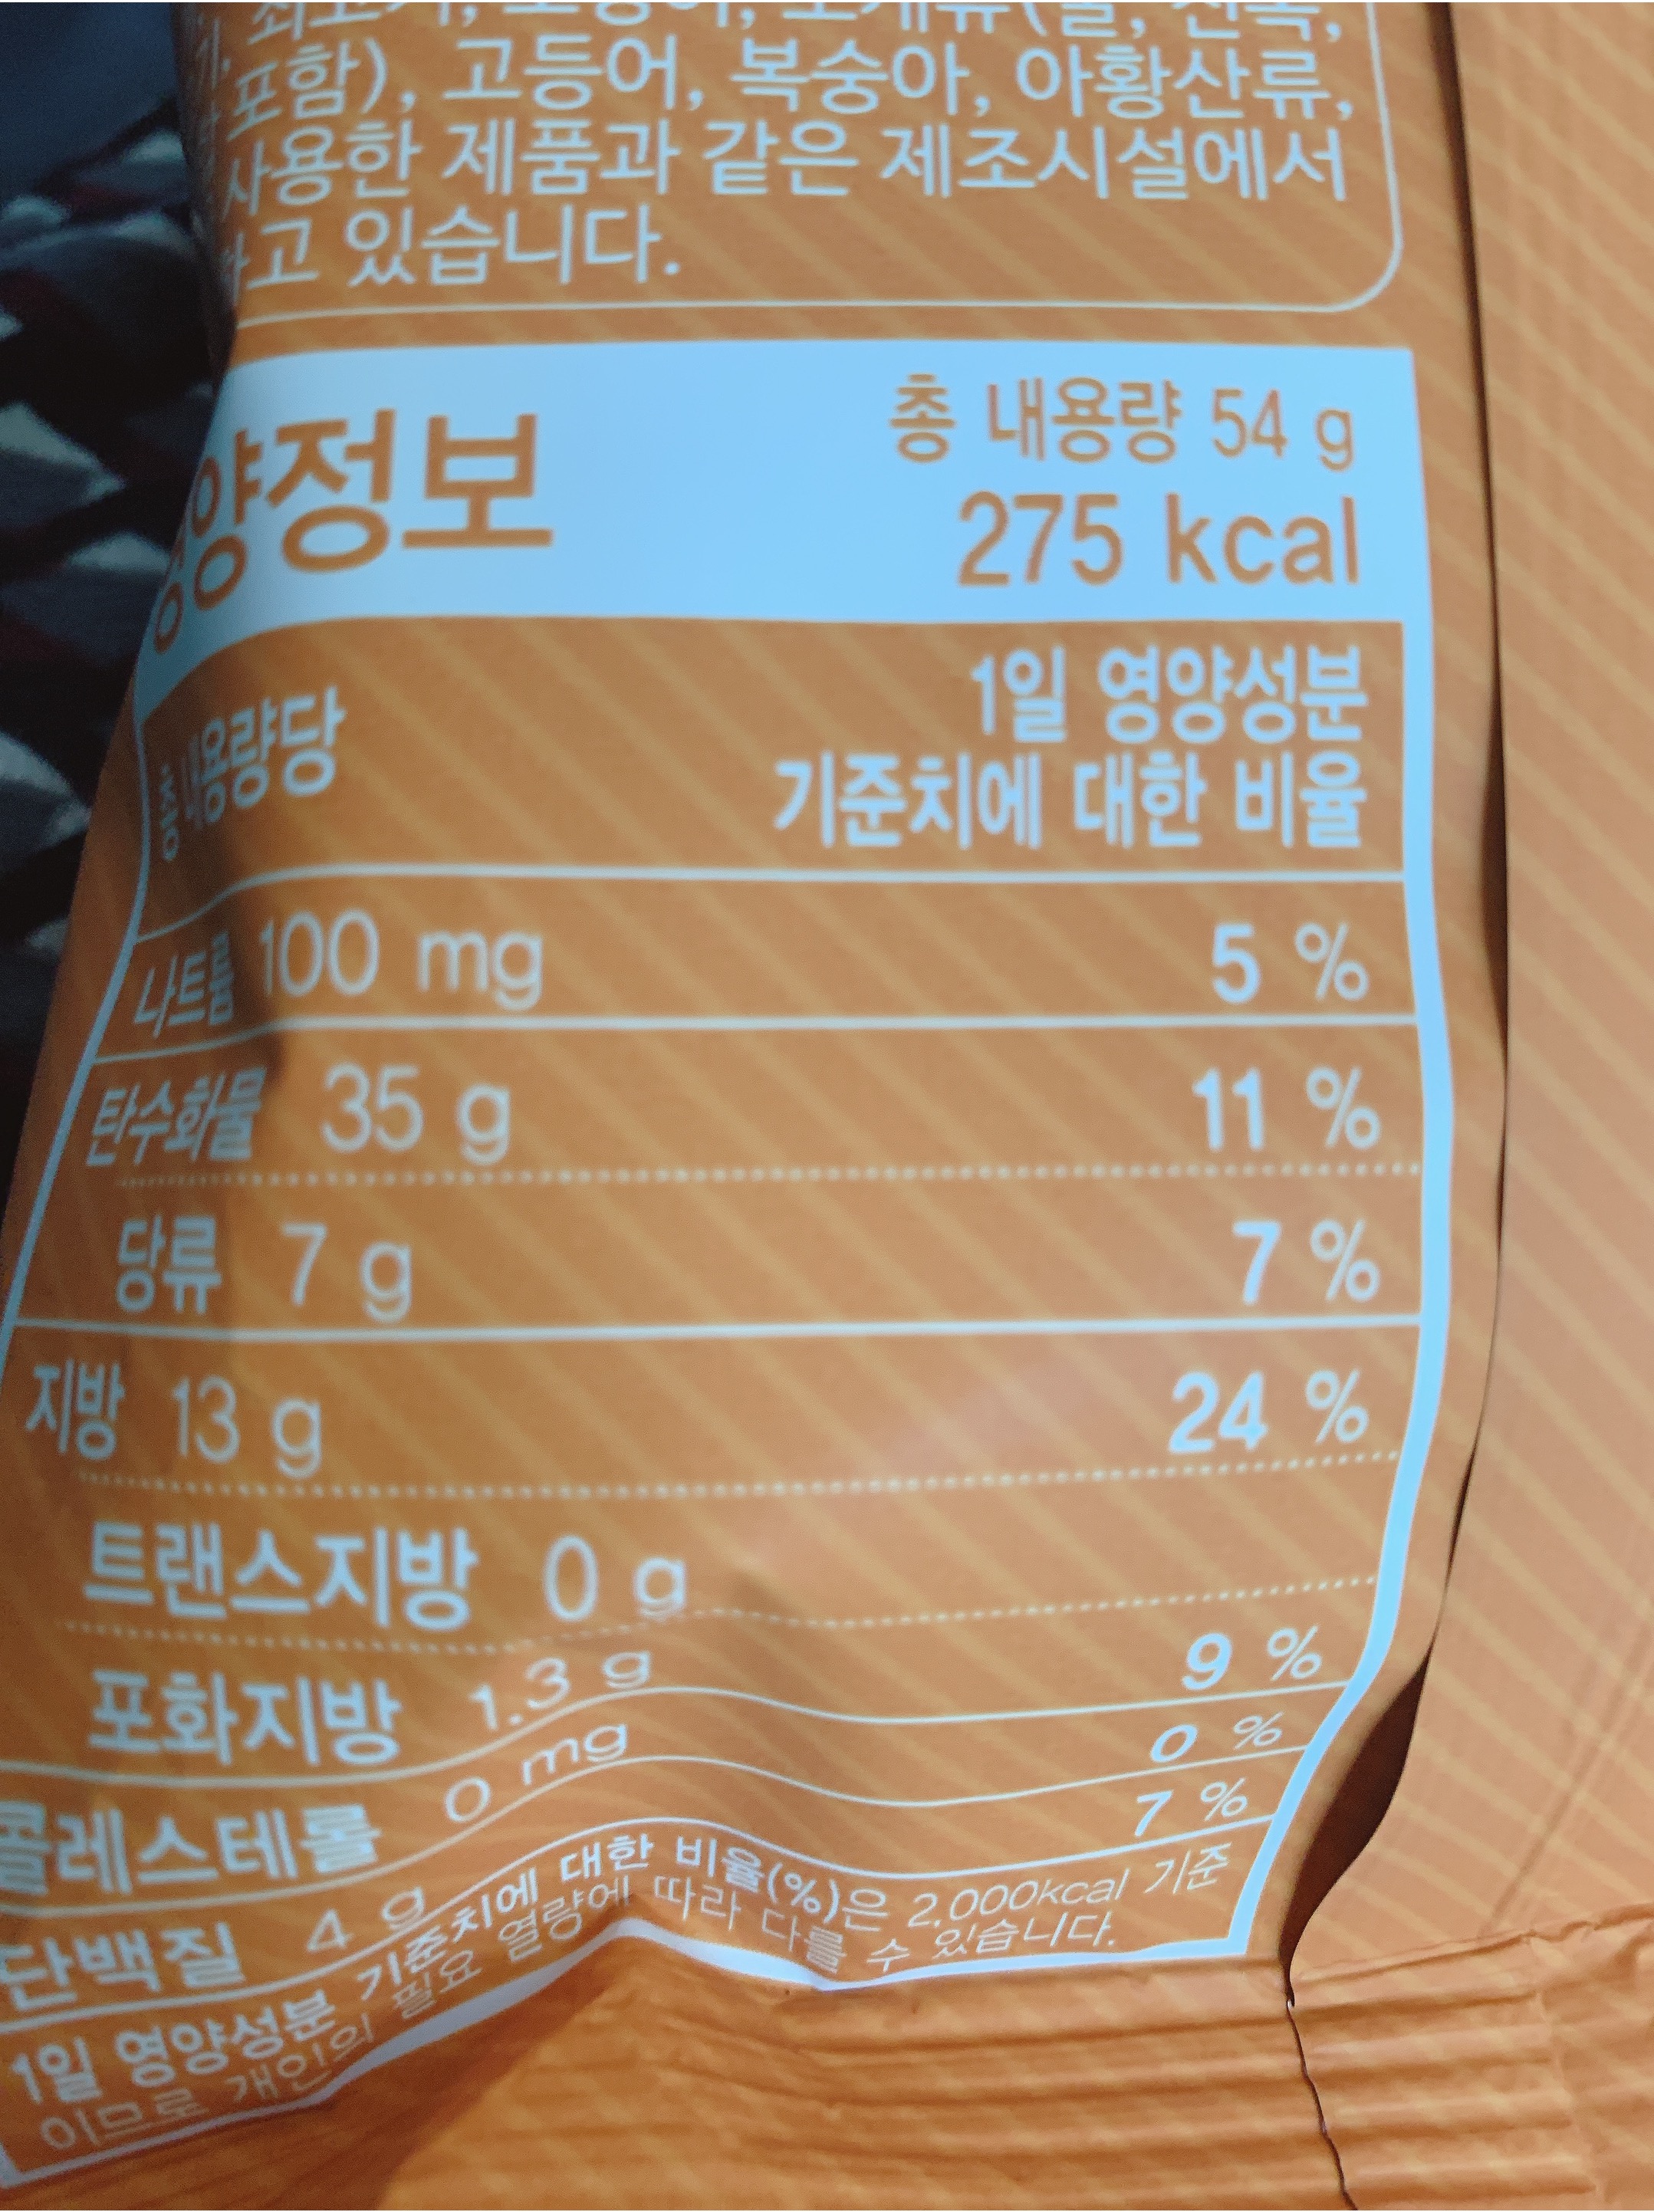 포함), 고등어, 복숭아, 아황산류,
사용한 제품과 같은 제조시설에서
고 있습니다.
총 내용량 54 g
양정보
275 kcal
내용량당
1일 영양성분
기준치에 대한 비율
나트륨 100 mg 5 %
탄수화물 35 g 11 %
당류 7 g 7 %
지방 13 g 24 %
트랜스지방 0 g
포화지방 1.3 g 9 %
콜레스테롤 0 mg 0 %
단백질 4 g 7 %
1일 영양성분 기준치에 대한 비율(%)은 2,000kcal 기준
이므로 개인의 필요 열량에 따라 다를 수 있습니다.